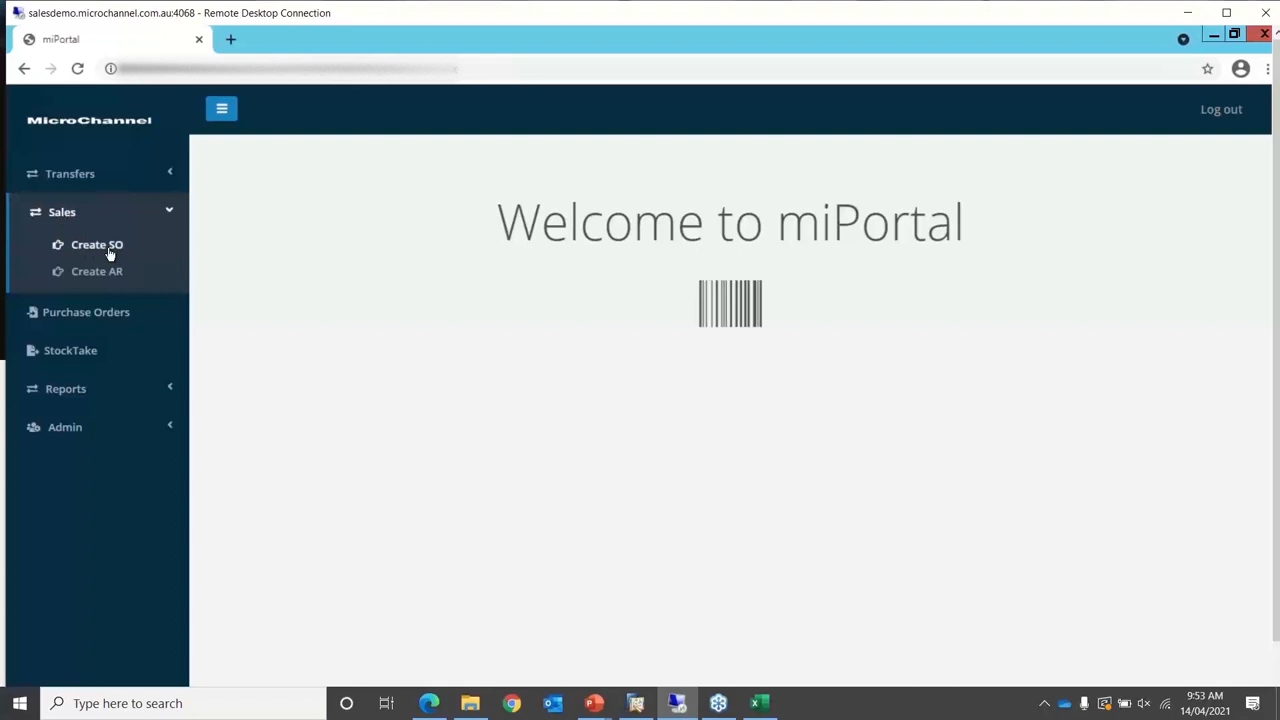 salesdemo.microchannel.com.au:4068 - Remote Desktop Connection
miPortal
MicroChannel
Log out
Transfers
Sales
Create SO
Create AR
Purchase Orders
StockTake
Reports
Admin
Welcome to miPortal
Type here to search
9:53 AM
14/04/2021